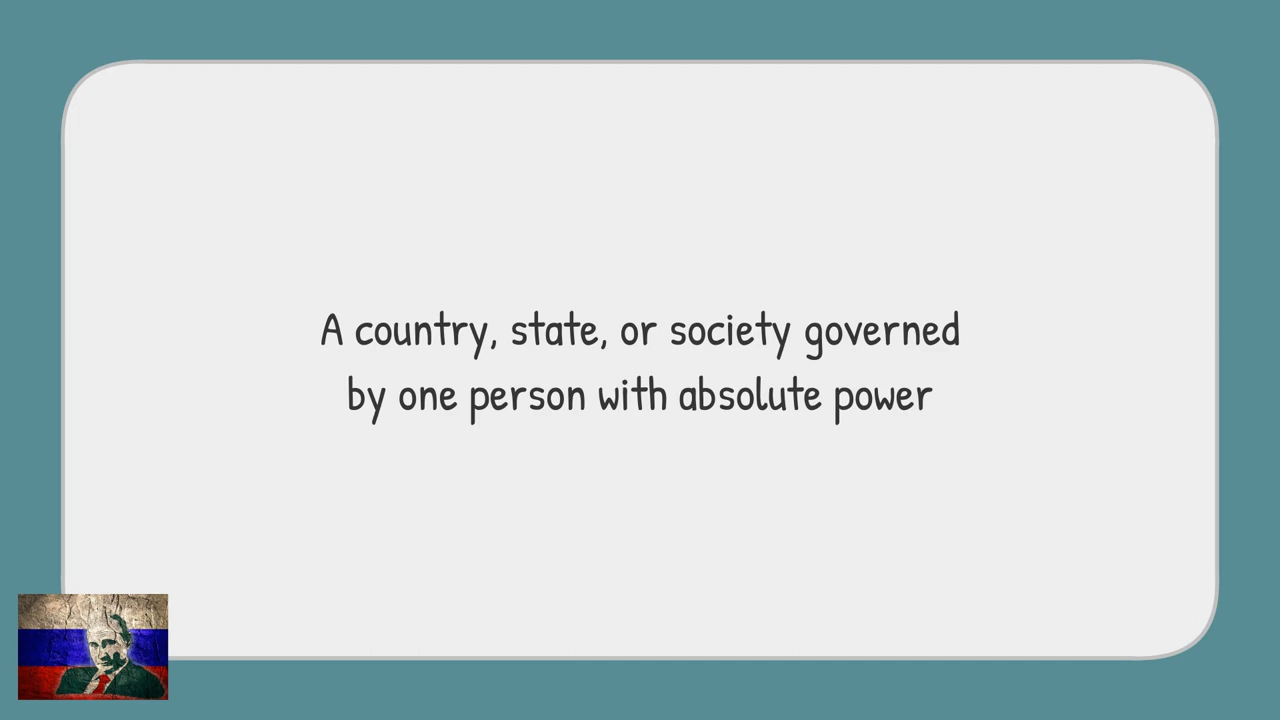 A country, state, or society governed
by one person with absolute power